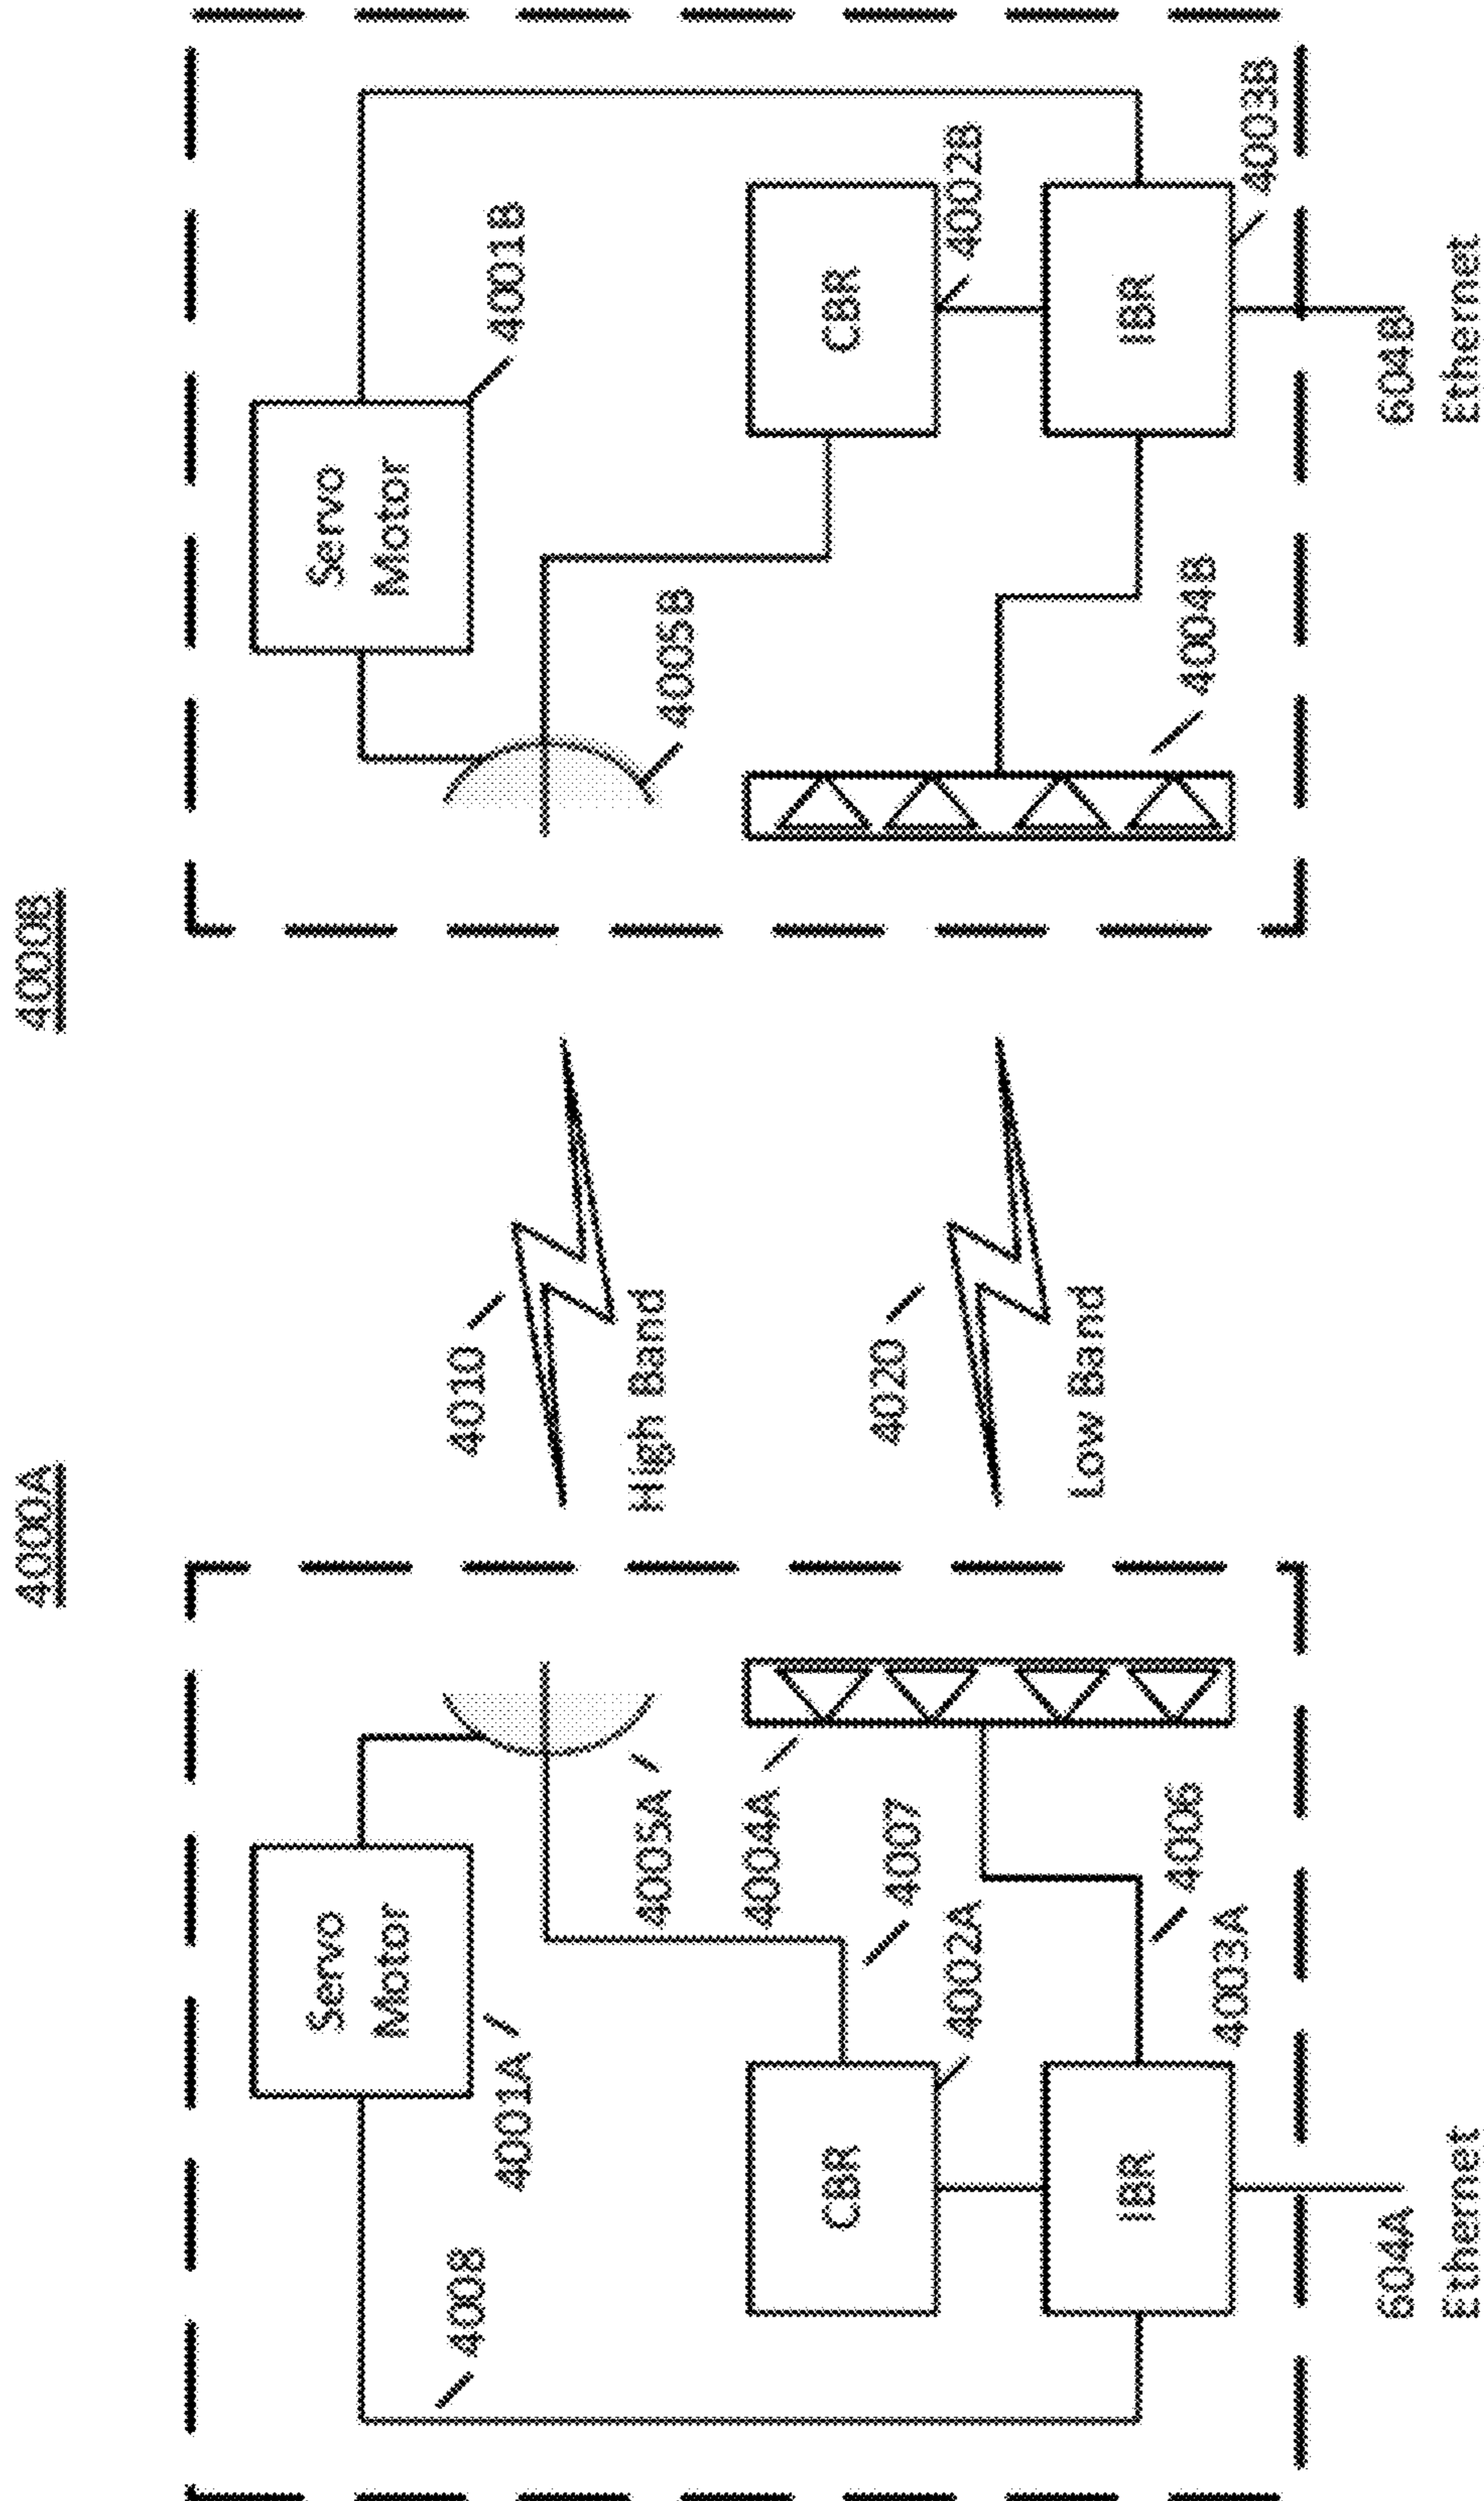 4000A
4000B
4008
Servo
Motor
4001A
4005A
4004A
4007
4002A
4006
4003A
CBR
IBR
604A
Ethernet
4010
High Band
4020
Low Band
Servo
Motor
4001B
4005B
CBR
4002B
IBR
4003B
4004B
604B
Ethernet